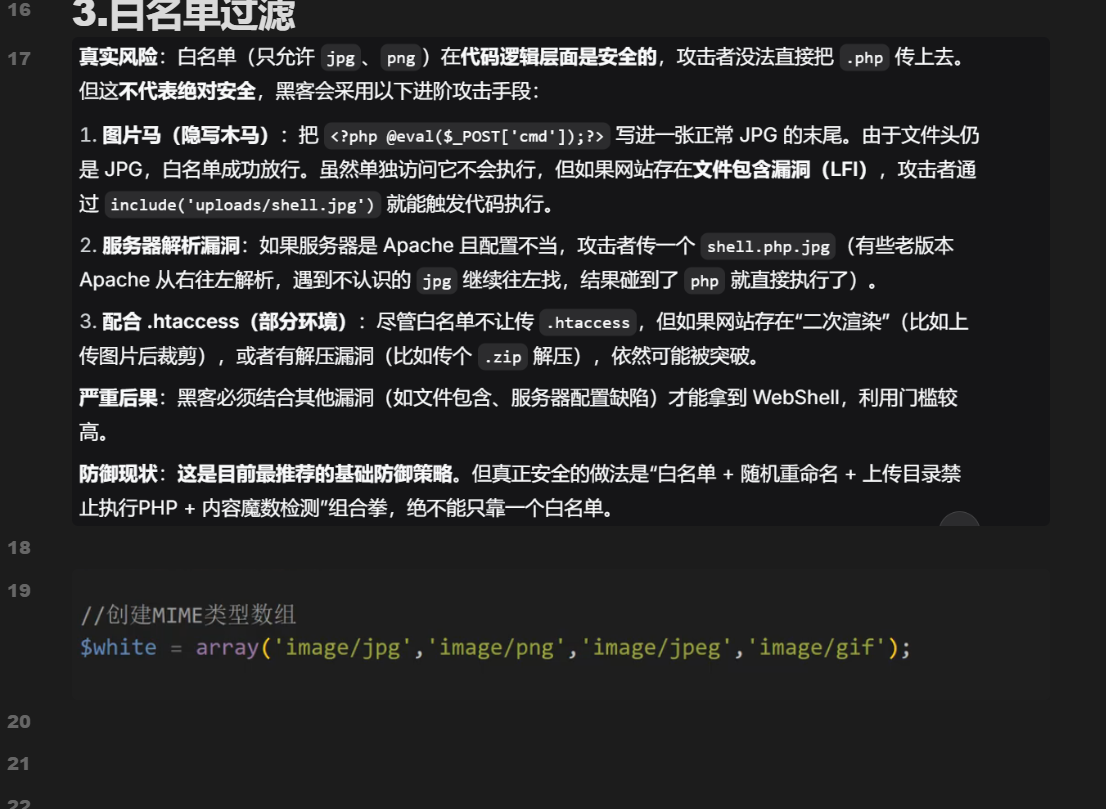 16
3.白名单过滤
17
真实风险：白名单（只允许 jpg、 png ）在代码逻辑层面是安全的，攻击者没法直接把 .php 传上去。
但这不代表绝对安全，黑客会采用以下进阶攻击手段：
1. 图片马（隐写木马）：把 <?php @eval($_POST['cmd']);?> 写进一张正常 JPG 的末尾。由于文件头仍
是 JPG，白名单成功放行。虽然单独访问它不会执行，但如果网站存在文件包含漏洞（LFI），攻击者通
过 include('uploads/shell.jpg') 就能触发代码执行。
2. 服务器解析漏洞：如果服务器是 Apache 且配置不当，攻击者传一个 shell.php.jpg （有些老版本
Apache 从右往左解析，遇到不认识的 jpg 继续往左找，结果碰到了 php 就直接执行了）。
3. 配合 .htaccess（部分环境）：尽管白名单不让传 .htaccess ，但如果网站存在“二次渲染”（比如上
传图片后裁剪），或者有解压漏洞（比如传个 .zip 解压），依然可能被突破。
严重后果：黑客必须结合其他漏洞（如文件包含、服务器配置缺陷）才能拿到 WebShell，利用门槛较
高。
防御现状：这是目前最推荐的基础防御策略。但真正安全的做法是“白名单 + 随机重命名 + 上传目录禁
止执行PHP + 内容魔数检测”组合拳，绝不能只靠一个白名单。
18
19
//创建MIME类型数组
$white = array('image/jpg','image/png','image/jpeg','image/gif');
20
21
22